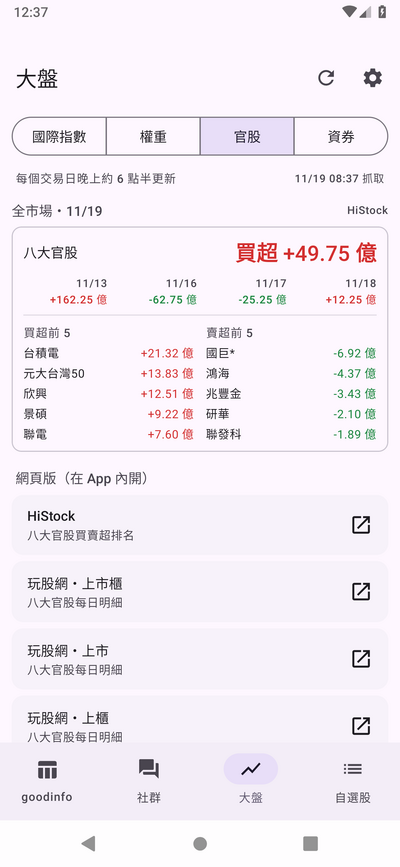 12:37
大盤
國際指數 權重 官股 資券
每個交易日晚上約 6 點半更新 11/19 08:37 抓取
全市場・11/19 HiStock
八大官股 買超 +49.75 億
11/13 11/16 11/17 11/18
+162.25 億 -62.75 億 -25.25 億 +12.25 億
買超前 5 賣超前 5
台積電 +21.32 億 國巨* -6.92 億
元大台灣50 +13.83 億 鴻海 -4.37 億
欣興 +12.51 億 兆豐金 -3.43 億
景碩 +9.22 億 研華 -2.10 億
聯電 +7.60 億 聯發科 -1.89 億
網頁版（在 App 內開）
HiStock
八大官股買賣超排名
玩股網・上市櫃
八大官股每日明細
玩股網・上市
八大官股每日明細
玩股網・上櫃
八大官股每日明細
goodinfo 社群 大盤 自選股